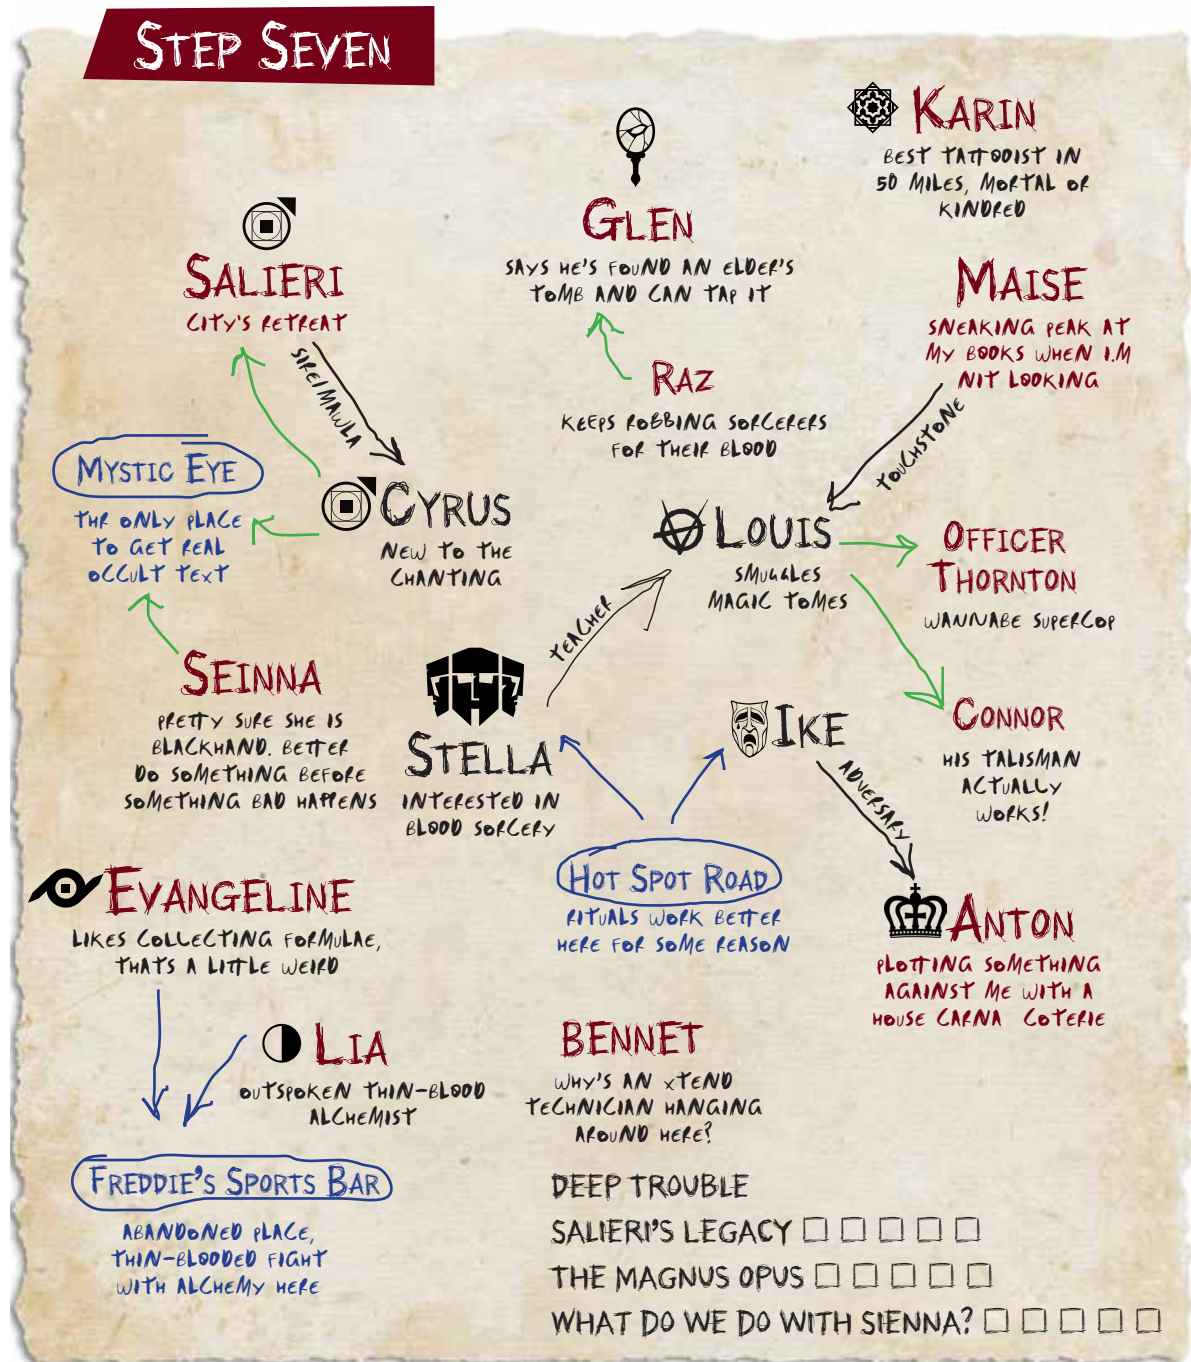 STEP SEVEN
KARIN
BEST TATTOOIST IN
50 MILES, MORTAL OR
KINDRED
GLEN
SAYS HE'S FOUND AN ELDER'S
TOMB AND CAN TAP IT
SALIERI
CITY'S RETREAT
MAISE
SNEAKING PEAK AT
MY BOOKS WHEN I.M
NIT LOOKING
SIRE/MAWLA
RAZ
KEEPS ROBBING SORCERERS
FOR THEIR BLOOD
TOUCHSTONE
MYSTIC EYE
THR ONLY PLACE
TO GET REAL
OCCULT TEXT
CYRUS
NEW TO THE
CHANTING
LOUIS
SMUGGLES
MAGIC TOMES
OFFICER
THORNTON
WANNABE SUPERCOP
TEACHER
SEINNA
PRETTY SURE SHE IS
BLACKHAND. BETTER
DO SOMETHING BEFORE
SOMETHING BAD HAPPENS
STELLA
INTERESTED IN
BLOOD SORCERY
IKE
ADVERSARY
CONNOR
HIS TALISMAN
ACTUALLY
WORKS!
EVANGELINE
LIKES COLLECTING FORMULAE,
THATS A LITTLE WEIRD
HOT SPOT ROAD
RITUALS WORK BETTER
HERE FOR SOME REASON
ANTON
PLOTTING SOMETHING
AGAINST ME WITH A
HOUSE CARNA COTERIE
LIA
OUTSPOKEN THIN-BLOOD
ALCHEMIST
BENNET
WHY'S AN XTEND
TECHNICIAN HANGING
AROUND HERE?
FREDDIE'S SPORTS BAR
ABANDONED PLACE,
THIN-BLOODED FIGHT
WITH ALCHEMY HERE
DEEP TROUBLE
SALIERI'S LEGACY
THE MAGNUS OPUS
WHAT DO WE DO WITH SIENNA?